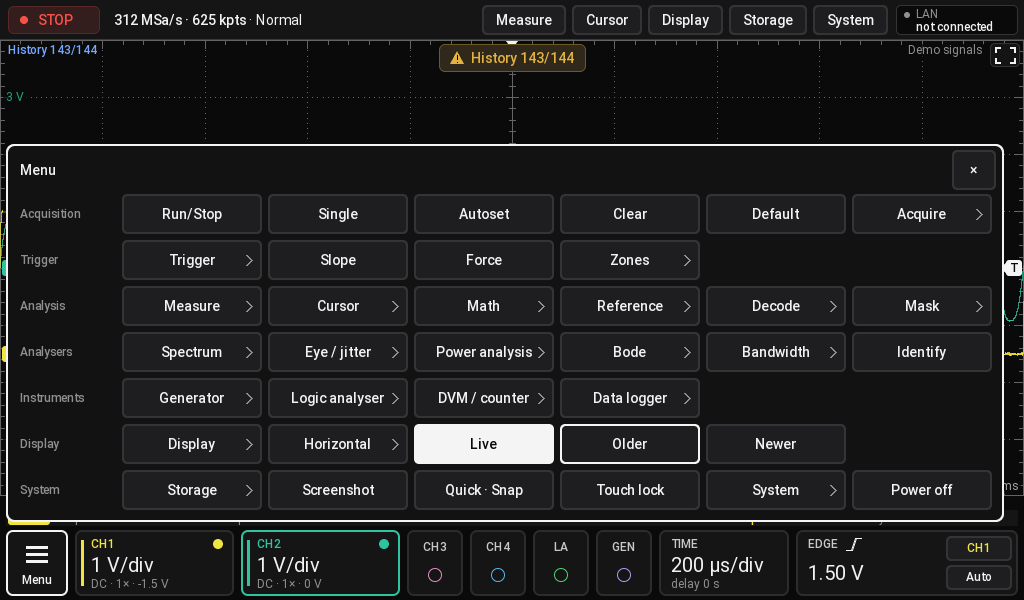 STOP
312 MSa/s · 625 kpts · Normal
Measure
Cursor
Display
Storage
System
LAN
not connected
History 143/144
History 143/144
Demo signals
3 V
Menu
×
Acquisition
Run/Stop
Single
Autoset
Clear
Default
Acquire
Trigger
Trigger
Slope
Force
Zones
T
Analysis
Measure
Cursor
Math
Reference
Decode
Mask
Analysers
Spectrum
Eye / jitter
Power analysis
Bode
Bandwidth
Identify
Instruments
Generator
Logic analyser
DVM / counter
Data logger
Display
Display
Horizontal
Live
Older
Newer
System
Storage
Screenshot
Quick · Snap
Touch lock
System
Power off
ms
Menu
CH1
1 V/div
DC · 1× · -1.5 V
CH2
1 V/div
DC · 1× · 0 V
CH3
CH4
LA
GEN
TIME
200 µs/div
delay 0 s
EDGE
1.50 V
CH1
Auto